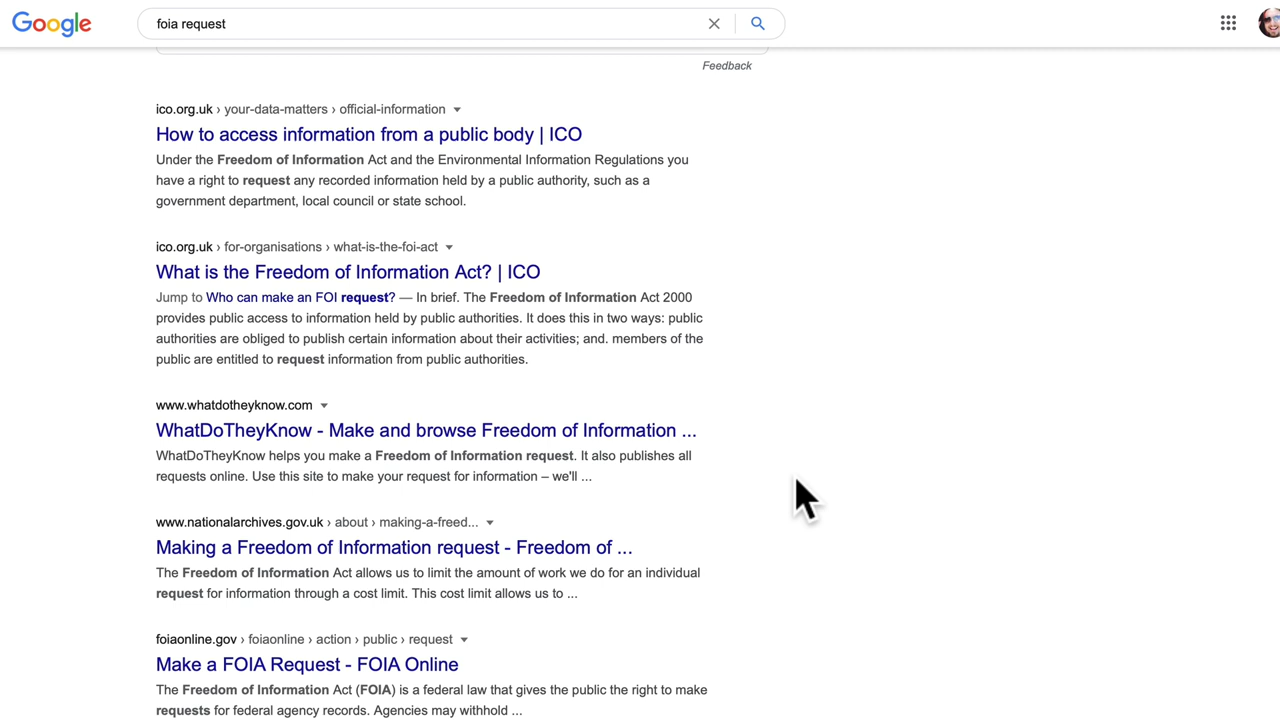 Google
foia request
Feedback
ico.org.uk › your-data-matters › official-information
How to access information from a public body | ICO
Under the Freedom of Information Act and the Environmental Information Regulations you
have a right to request any recorded information held by a public authority, such as a
government department, local council or state school.
ico.org.uk › for-organisations › what-is-the-foi-act
What is the Freedom of Information Act? | ICO
Jump to Who can make an FOI request? — In brief. The Freedom of Information Act 2000
provides public access to information held by public authorities. It does this in two ways: public
authorities are obliged to publish certain information about their activities; and. members of the
public are entitled to request information from public authorities.
www.whatdotheyknow.com
WhatDoTheyKnow - Make and browse Freedom of Information ...
WhatDoTheyKnow helps you make a Freedom of Information request. It also publishes all
requests online. Use this site to make your request for information – we'll ...
www.nationalarchives.gov.uk › about › making-a-freed...
Making a Freedom of Information request - Freedom of ...
The Freedom of Information Act allows us to limit the amount of work we do for an individual
request for information through a cost limit. This cost limit allows us to ...
foiaonline.gov › foiaonline › action › public › request
Make a FOIA Request - FOIA Online
The Freedom of Information Act (FOIA) is a federal law that gives the public the right to make
requests for federal agency records. Agencies may withhold ...